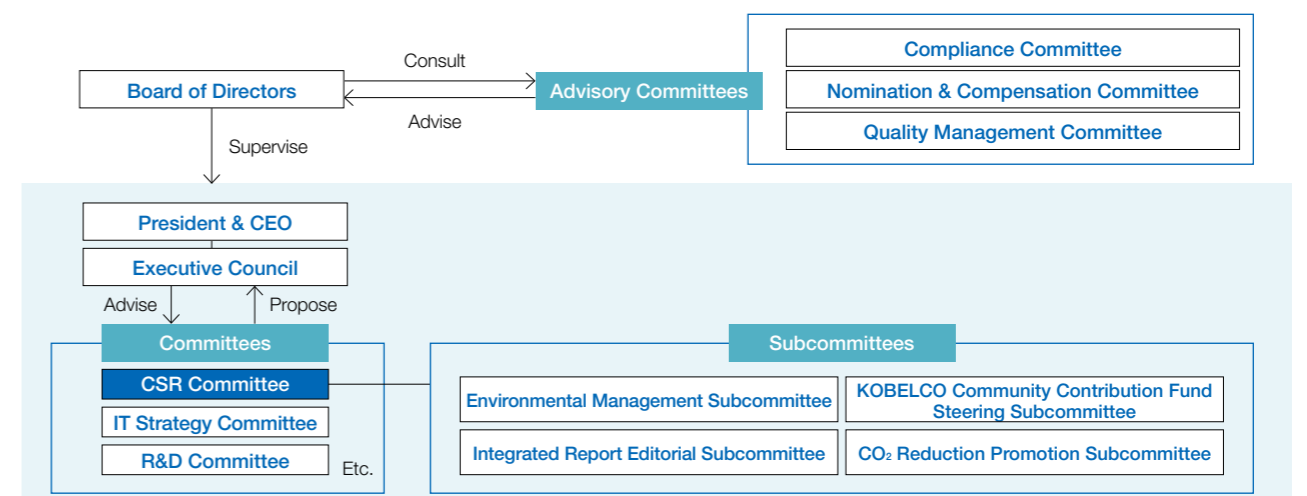 Compliance Committee
Consult
Board of Directors
Advisory Committees
Nomination & Compensation Committee
Advise
Quality Management Committee
Supervise
President & CEO
Executive Council
Advise
Propose
Committees
Subcommittees
CSR Committee
Environmental Management Subcommittee
KOBELCO Community Contribution Fund
Steering Subcommittee
IT Strategy Committee
R&D Committee
Etc.
Integrated Report Editorial Subcommittee
CO₂ Reduction Promotion Subcommittee